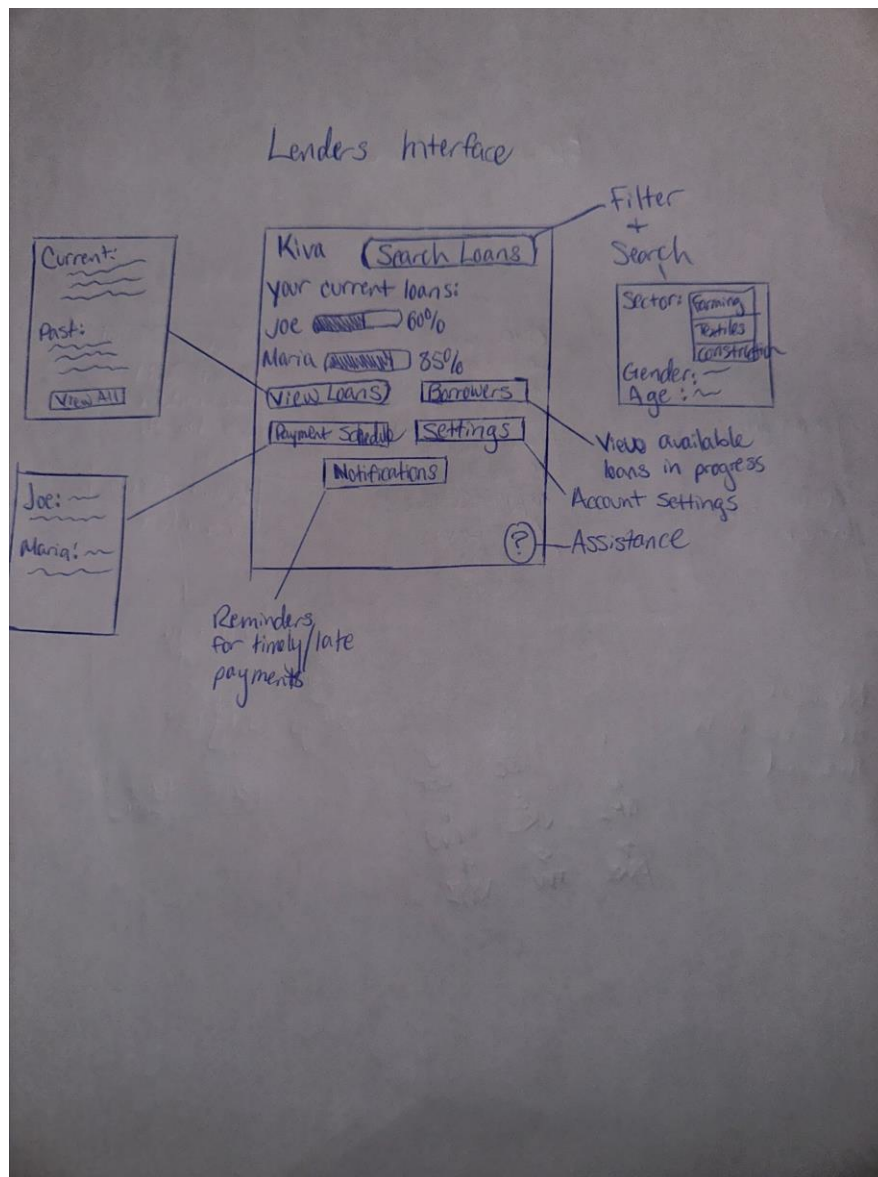 Lenders Interface
Filter
+
Search
Current:
Past:
View All
Kiva
Search Loans
your current loans:
Joe 60%
Maria 85%
View Loans
Borrowers
Payment Schedule
Settings
Notifications
?
Sector: Farming
Textiles
Construction
Gender:
Age:
View available
loans in progress
Account settings
Assistance
Joe:
Maria:
Reminders
for timely/late
payments